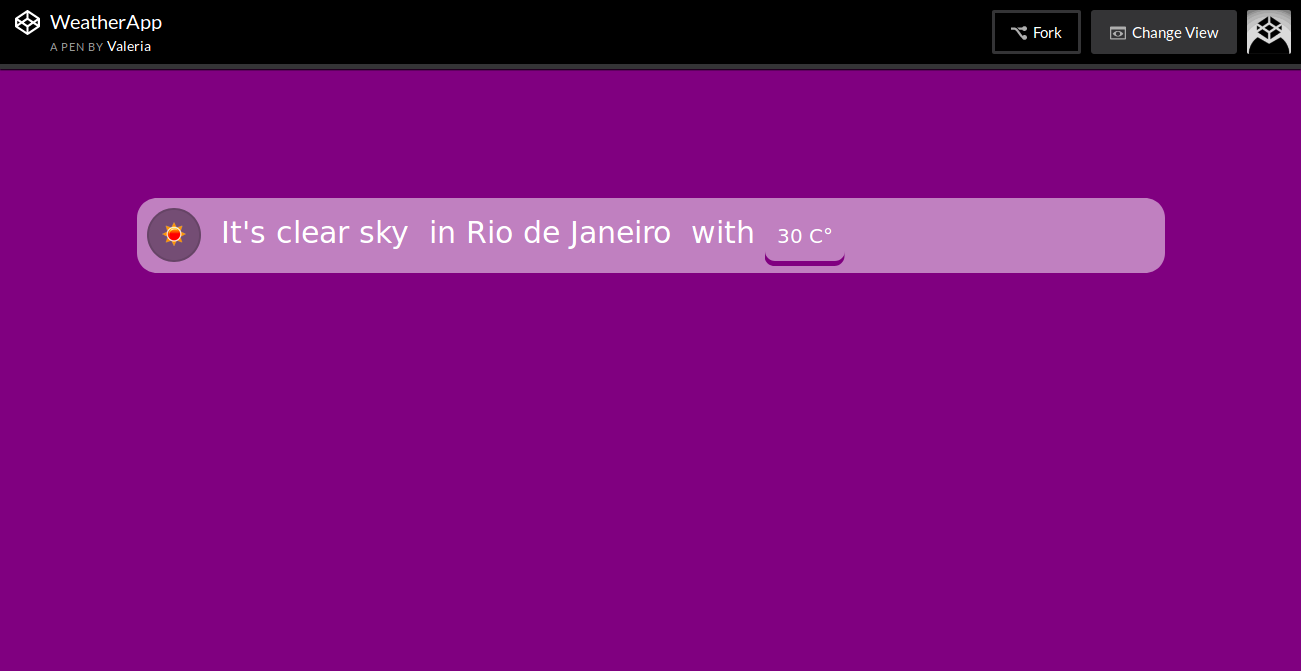 WeatherApp
A PEN BY Valeria
Fork
Change View
It's clear sky in Rio de Janeiro with 30 C°